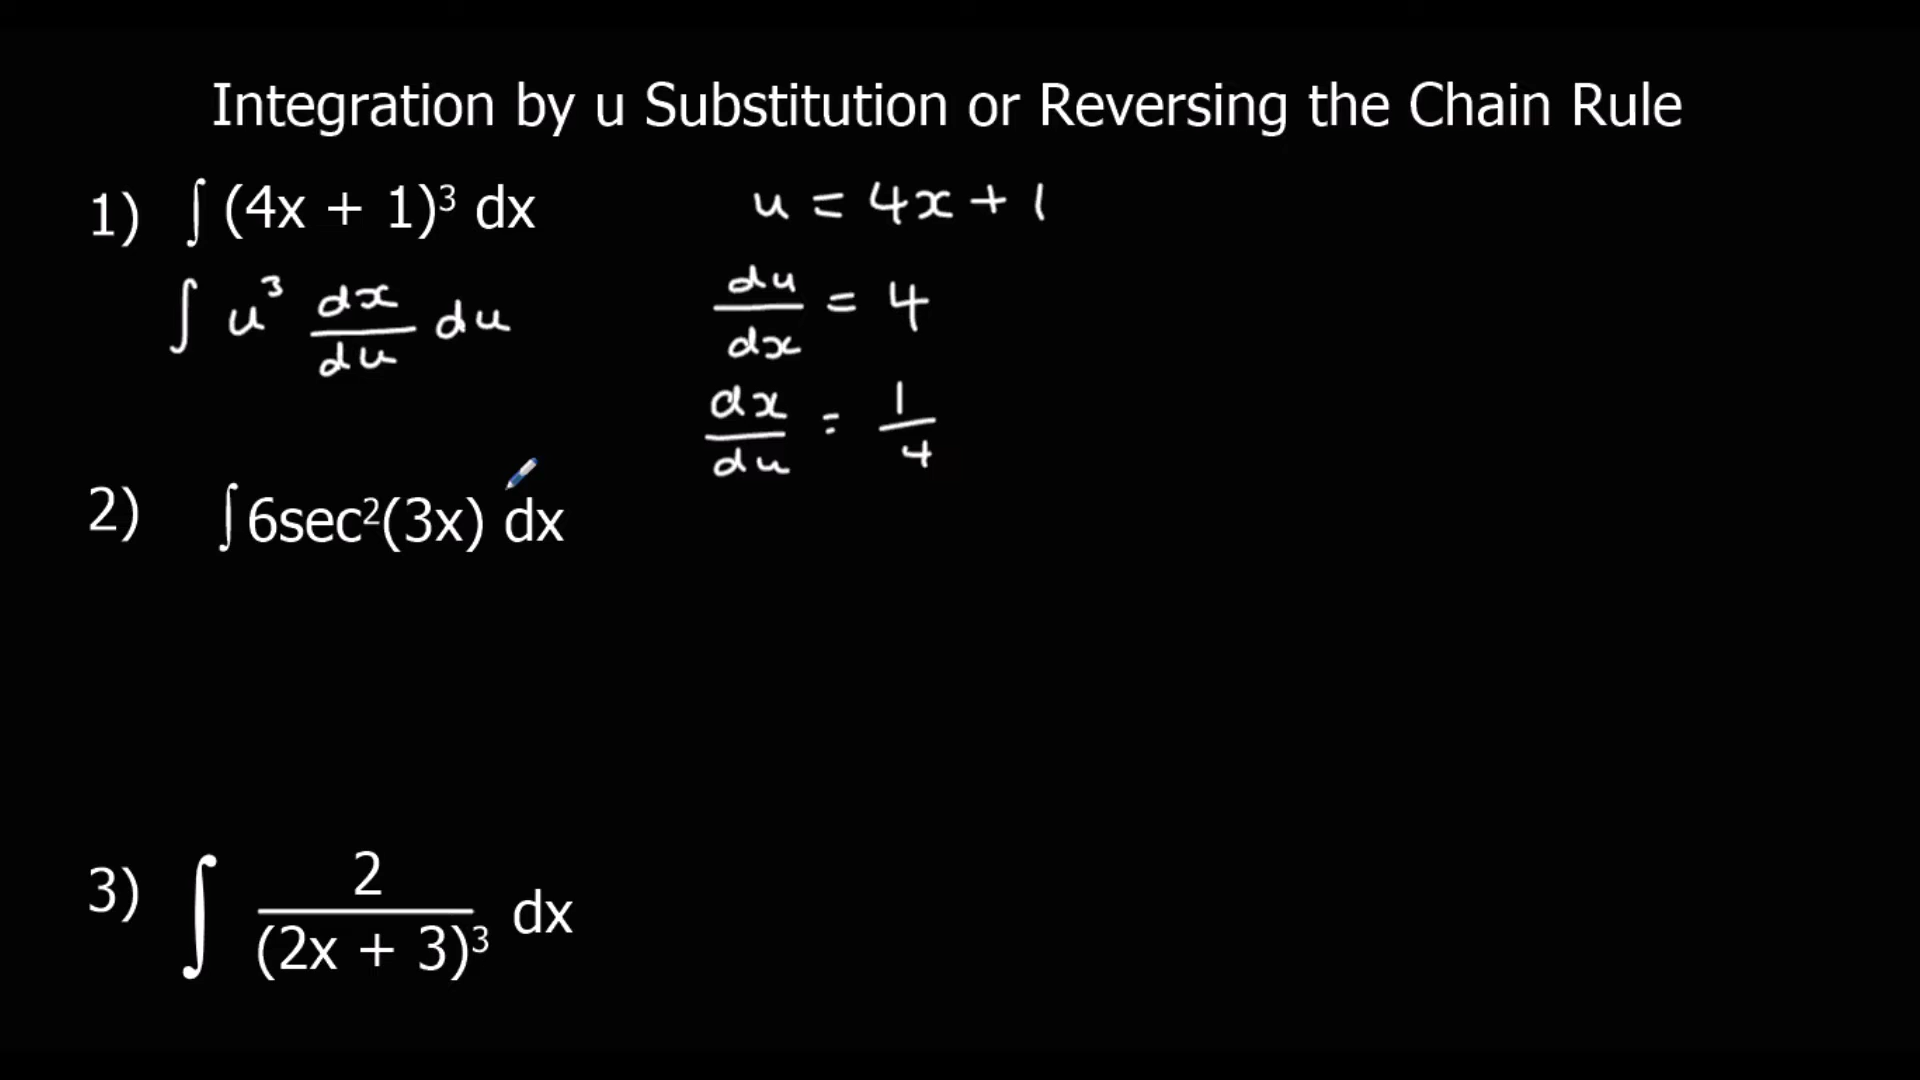 Integration by u Substitution or Reversing the Chain Rule
1) ∫ (4x + 1)³ dx
u = 4x + 1
∫ u³ dx/du du
du/dx = 4
dx/du = 1/4
2) ∫ 6sec²(3x) dx
3) ∫ 2/(2x + 3)³ dx